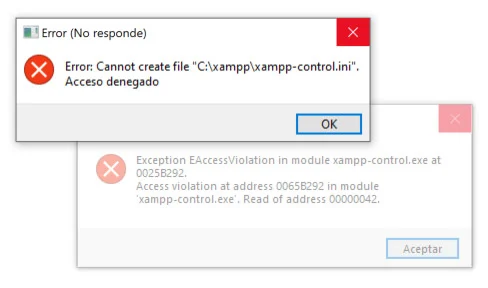 Error (No responde)
Error: Cannot create file "C:\xampp\xampp-control.ini".
Acceso denegado
OK
Exception EAccessViolation in module xampp-control.exe at
0025B292.
Access violation at address 0065B292 in module
'xampp-control.exe'. Read of address 00000042.
Aceptar